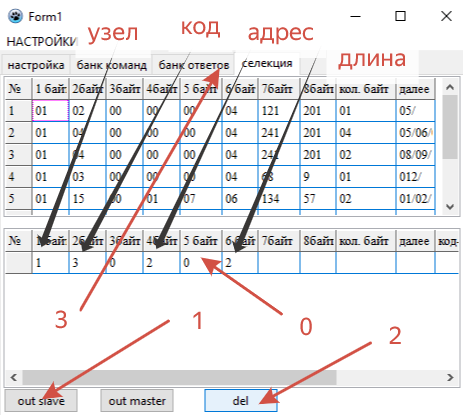 Form1
НАСТРОЙКИ
узел код адрес длина
настройка банк команд банк ответов селекция
№ 1 байт 2байт 3байт 4байт 5 байт 6 байт 7байт 8байт кол. байт далее
1 01 02 00 00 00 04 121 201 01 05/
2 01 04 00 00 00 04 241 201 04 05/06/
3 01 04 00 00 00 04 241 201 02 08/09/
4 01 03 00 00 00 04 68 9 01 012/
5 01 15 00 01 07 06 134 57 02 01/02/
№ 1 байт 2байт 3байт 4байт 5 байт 6 байт 7байт 8байт кол. байт далее код-
1 3 0 2 0 2
3 1 0 2
out slave out master del